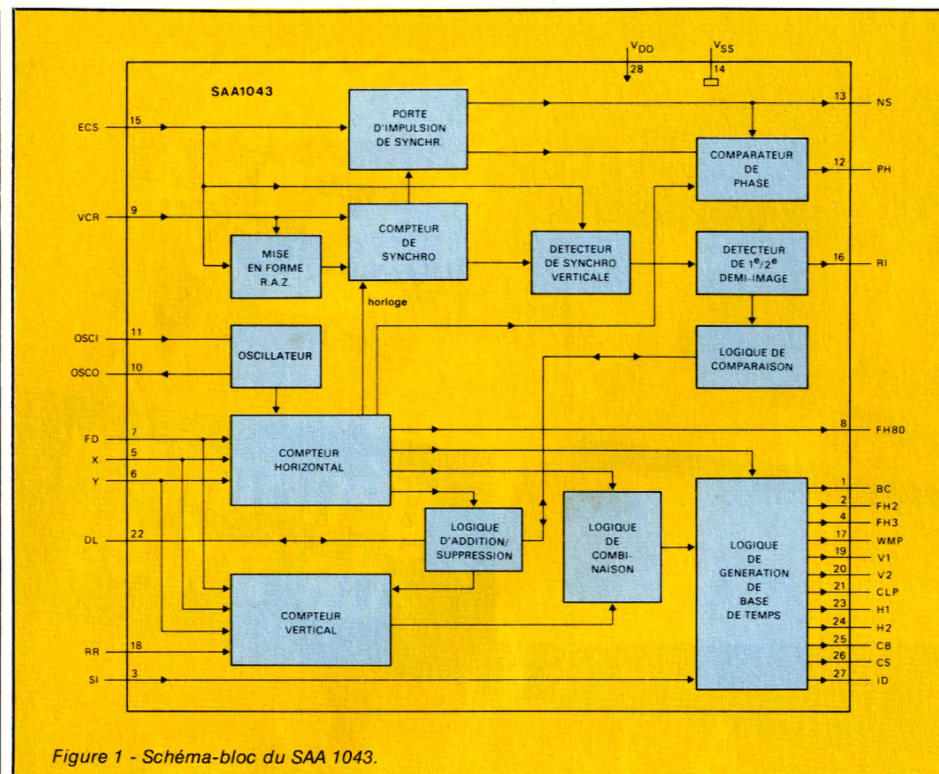 VDD
VSS
28
14
SAA1043
13
NS
ECS
15
PORTE
D'IMPULSION
DE SYNCHR.
COMPARATEUR
DE
PHASE
12
PH
VCR
9
COMPTEUR
DE
SYNCHRO
MISE
EN FORME
R.A.Z.
DETECTEUR
DE SYNCHRO
VERTICALE
DETECTEUR
DE 1e/2e
DEMI-IMAGE
16
RI
horloge
OSCI
11
OSCILLATEUR
OSCO
10
LOGIQUE DE
COMPARAISON
FD
7
X
5
Y
6
COMPTEUR
HORIZONTAL
8
FH80
DL
22
LOGIQUE
D'ADDITION/
SUPPRESSION
LOGIQUE
DE
COMBI-
NAISON
LOGIQUE
DE
GENERATION
DE
BASE
DE TEMPS
1
BC
2
FH2
4
FH3
17
WMP
19
V1
20
V2
21
CLP
23
H1
24
H2
25
CB
26
CS
27
ID
COMPTEUR
VERTICAL
RR
18
SI
3
Figure 1 - Schéma-bloc du SAA 1043.